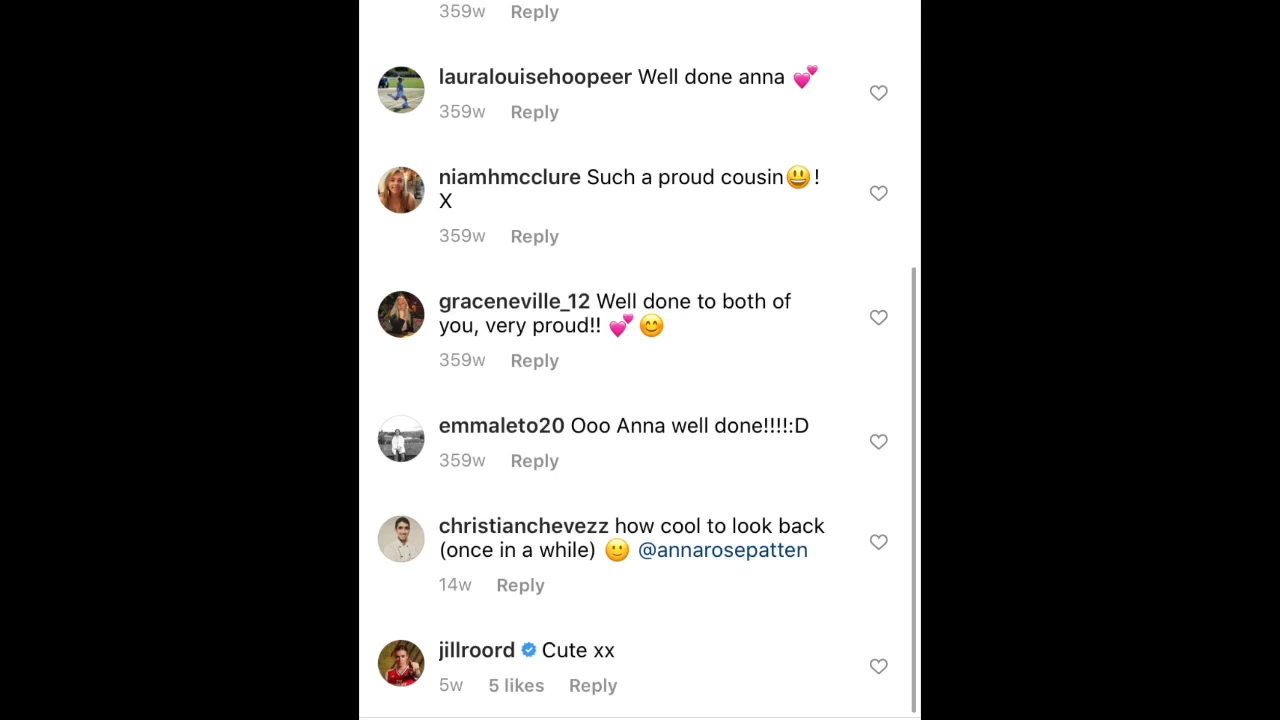 359w Reply
lauralouisehoopeer Well done anna 💕
359w Reply
niamhmcclure Such a proud cousin😃!
X
359w Reply
graceneville_12 Well done to both of
you, very proud!! 💕 😊
359w Reply
emmaleto20 Ooo Anna well done!!!!:D
359w Reply
christianchevezz how cool to look back
(once in a while) 🙂 @annarosepatten
14w Reply
jillroord Cute xx
5w 5 likes Reply